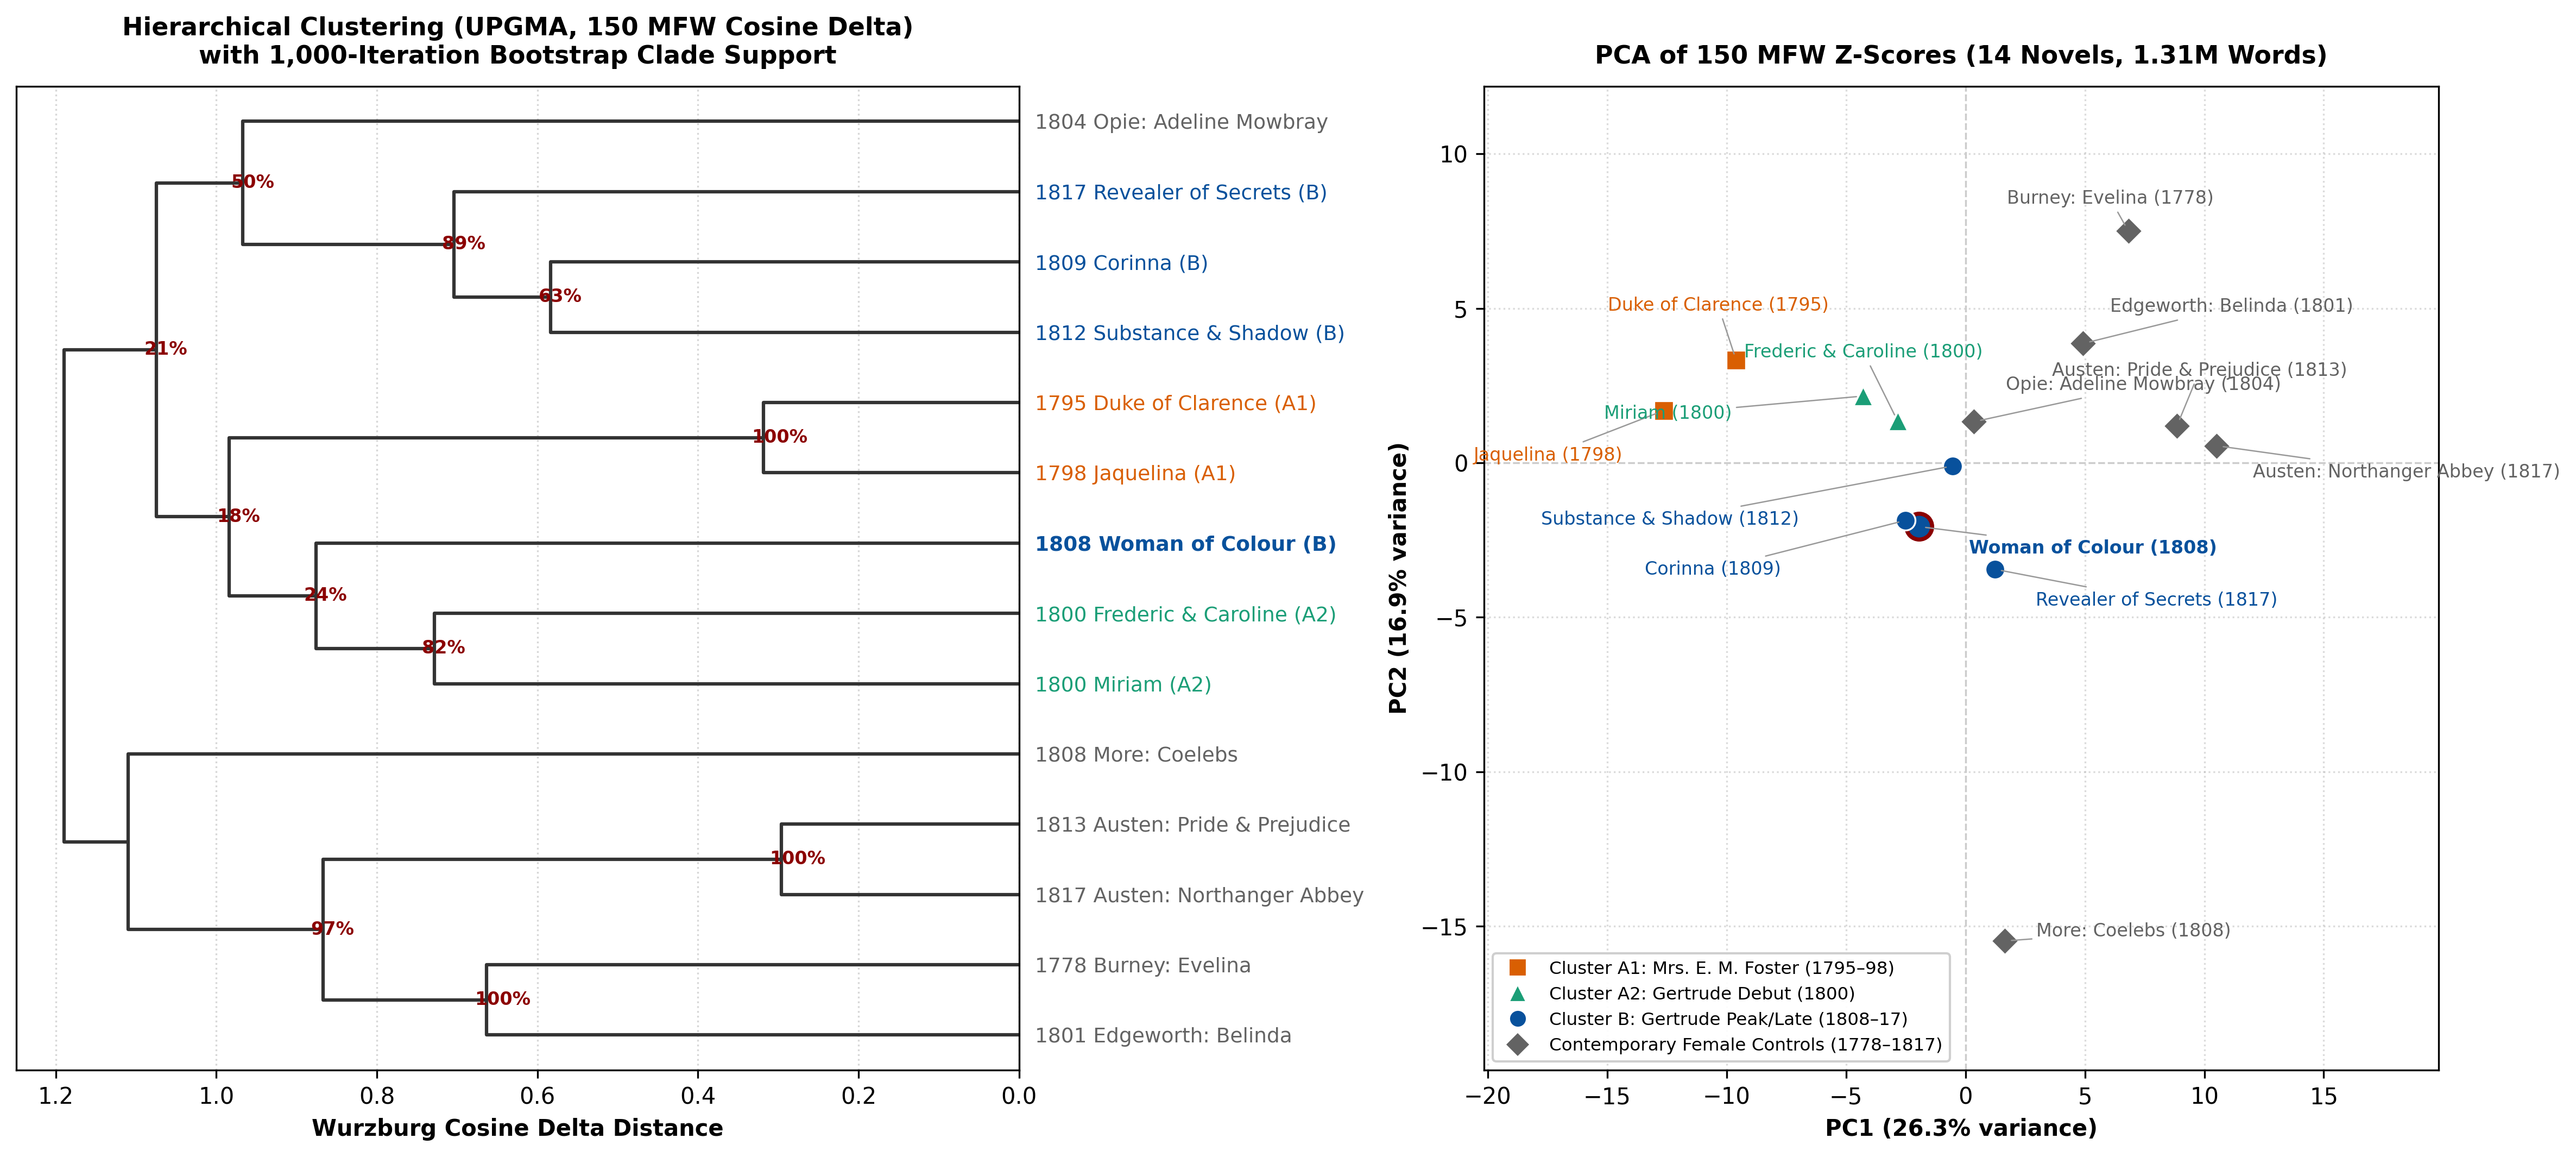 Hierarchical Clustering (UPGMA, 150 MFW Cosine Delta)
with 1,000-Iteration Bootstrap Clade Support
1804 Opie: Adeline Mowbray
50%
1817 Revealer of Secrets (B)
89%
1809 Corinna (B)
63%
1812 Substance & Shadow (B)
21%
1795 Duke of Clarence (A1)
100%
1798 Jaquelina (A1)
18%
1808 Woman of Colour (B)
24%
1800 Frederic & Caroline (A2)
82%
1800 Miriam (A2)
1808 More: Coelebs
1813 Austen: Pride & Prejudice
100%
1817 Austen: Northanger Abbey
97%
1778 Burney: Evelina
100%
1801 Edgeworth: Belinda
1.2 1.0 0.8 0.6 0.4 0.2 0.0
Wurzburg Cosine Delta Distance
PCA of 150 MFW Z-Scores (14 Novels, 1.31M Words)
PC2 (16.9% variance)
10
5
0
−5
−10
−15
Burney: Evelina (1778)
Duke of Clarence (1795)
Edgeworth: Belinda (1801)
Frederic & Caroline (1800)
Austen: Pride & Prejudice (1813)
Opie: Adeline Mowbray (1804)
Miriam (1800)
Jaquelina (1798)
Austen: Northanger Abbey (1817)
Substance & Shadow (1812)
Woman of Colour (1808)
Corinna (1809)
Revealer of Secrets (1817)
More: Coelebs (1808)
Cluster A1: Mrs. E. M. Foster (1795–98)
Cluster A2: Gertrude Debut (1800)
Cluster B: Gertrude Peak/Late (1808–17)
Contemporary Female Controls (1778–1817)
−20 −15 −10 −5 0 5 10 15
PC1 (26.3% variance)